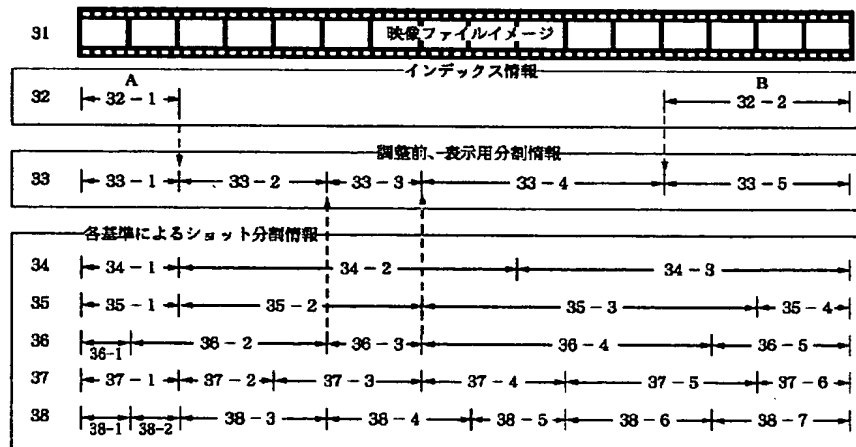 31 映像ファイルイメージ
インデックス情報
A B
32 32-1 32-2
調整前、表示用分割情報
33 33-1 33-2 33-3 33-4 33-5
各基準によるショット分割情報
34 34-1 34-2 34-3
35 35-1 35-2 35-3 35-4
36 36-1 36-2 36-3 36-4 36-5
37 37-1 37-2 37-3 37-4 37-5 37-6
38 38-1 38-2 38-3 38-4 38-5 38-6 38-7